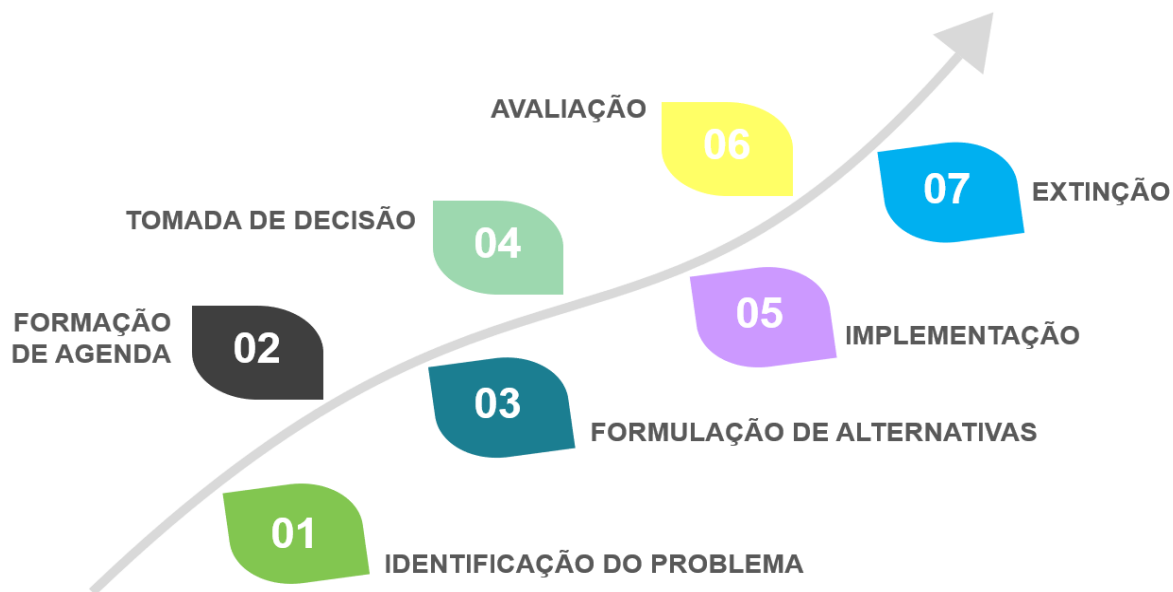 01
IDENTIFICAÇÃO DO PROBLEMA
02
FORMAÇÃO
DE AGENDA
03
FORMULAÇÃO DE ALTERNATIVAS
04
TOMADA DE DECISÃO
05
IMPLEMENTAÇÃO
06
AVALIAÇÃO
07
EXTINÇÃO